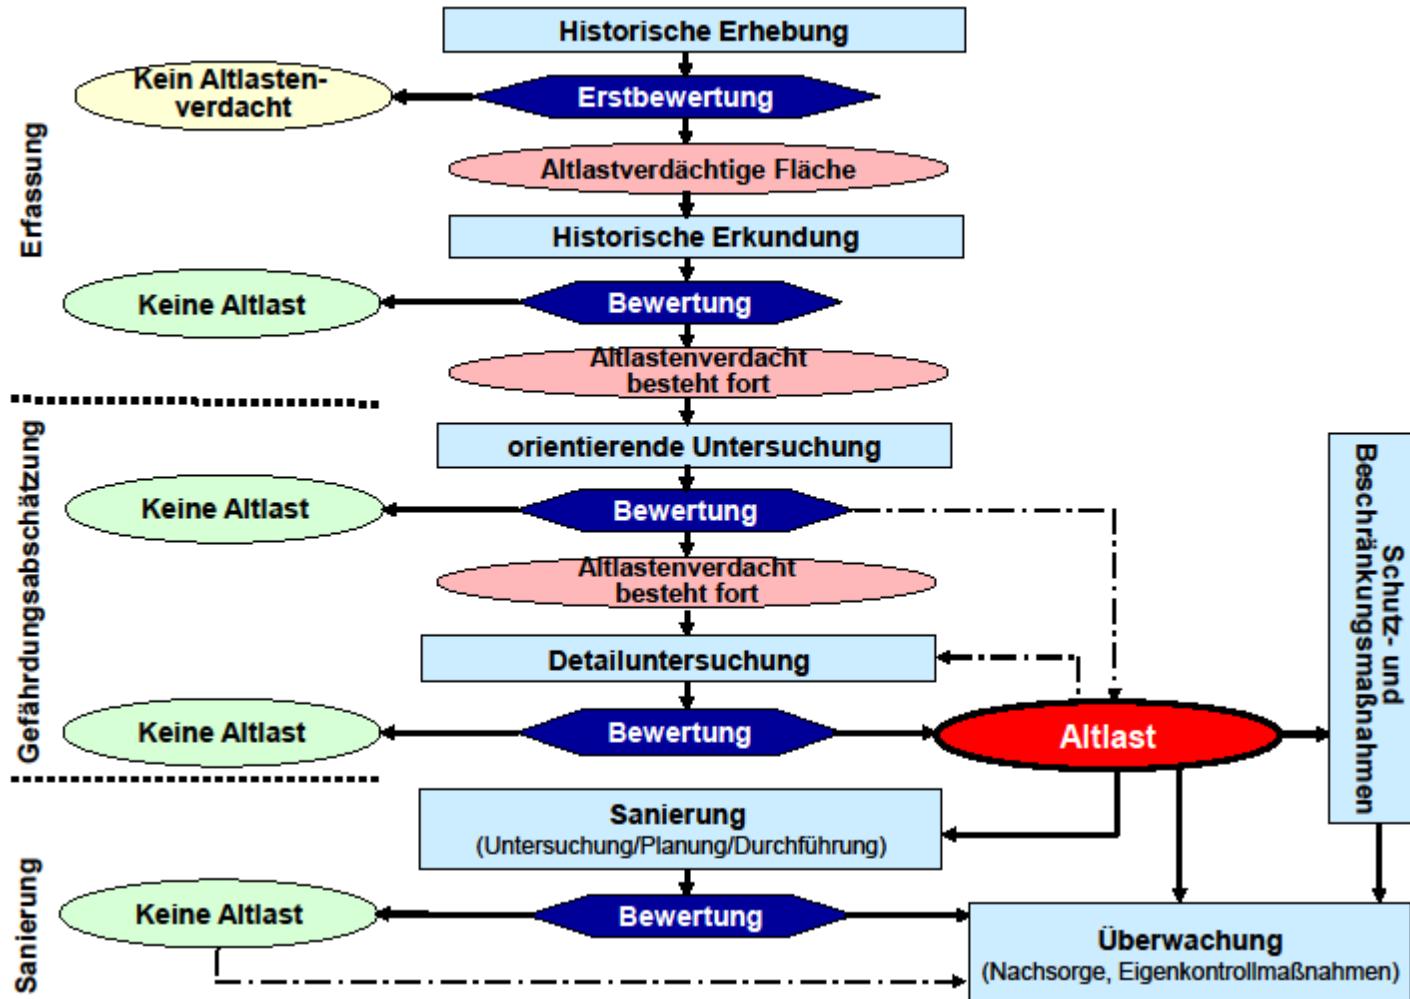 Historische Erhebung
Kein Altlasten-
verdacht
Erstbewertung
Altlastverdächtige Fläche
Historische Erkundung
Keine Altlast
Bewertung
Altlastenverdacht
besteht fort
Erfassung
orientierende Untersuchung
Keine Altlast
Bewertung
Altlastenverdacht
besteht fort
Detailuntersuchung
Keine Altlast
Bewertung
Altlast
Gefährdungsabschätzung
Schutz- und
Beschränkungsmaßnahmen
Sanierung
(Untersuchung/Planung/Durchführung)
Keine Altlast
Bewertung
Überwachung
(Nachsorge, Eigenkontrollmaßnahmen)
Sanierung